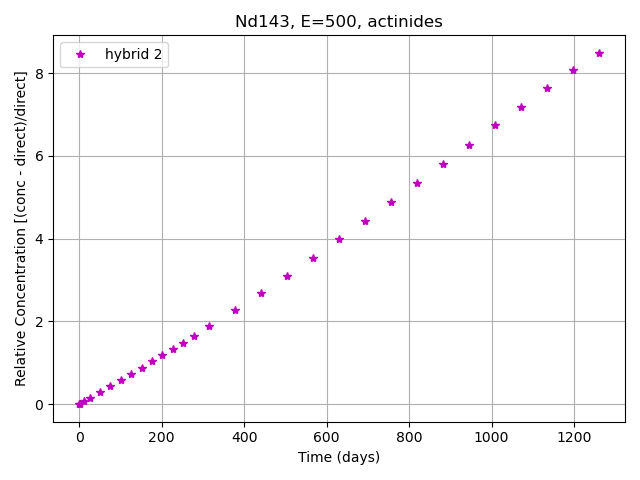 Nd143, E=500, actinides
hybrid 2
Relative Concentration [(conc - direct)/direct]
8
6
4
2
0
0 200 400 600 800 1000 1200
Time (days)